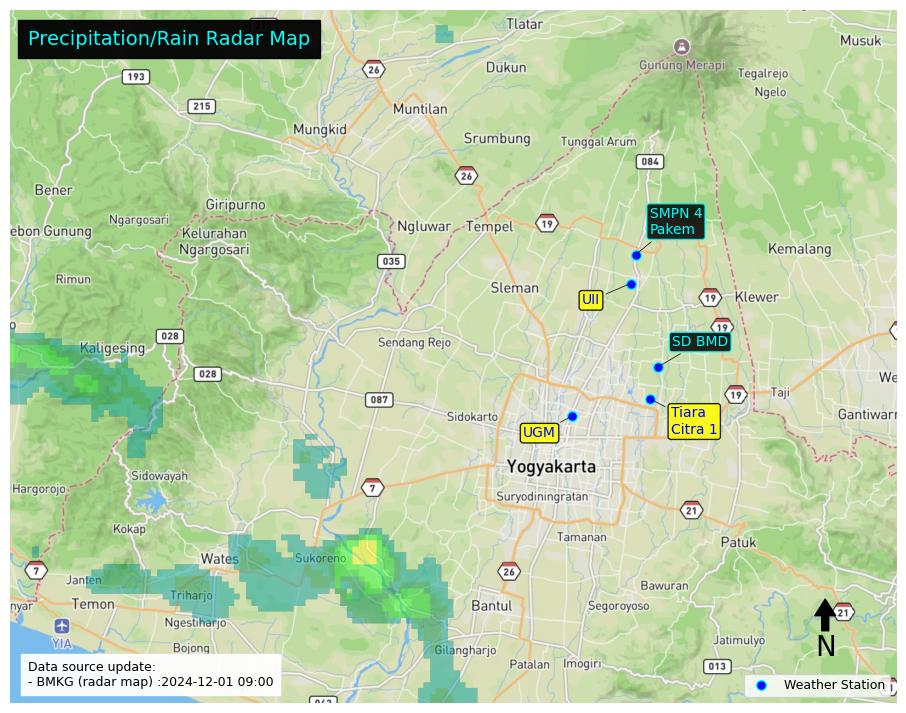 Precipitation/Rain Radar Map
Tlatar
Musuk
26
Gunung Merapi
193
Dukun
Tegalrejo
Ngelo
215
Muntilan
Mungkid
Srumbung
Tunggal Arum
084
26
Bener
Giripurno
Ngargosari
SMPN 4
Pakem
ebon Gunung
Kelurahan
Ngargosari
Ngluwar
Tempel
19
Kemalang
035
Rimun
Sleman
UII
19
Klewer
19
028
Kaligesing
Sendang Rejo
SD BMD
028
087
19
Taji
We
Sidokarto
Tiara
Citra 1
Gantiwarn
UGM
Yogyakarta
Sidowayah
Hargorojo
7
Suryodiningratan
21
Kokap
Tamanan
Patuk
Wates
Sukoreno
7
Janten
26
Bawuran
nyar
Temon
Triharjo
Bantul
Segoroyoso
21
Ngestiharjo
YIA
N
Bojong
Gilangharjo
Jatimulyo
Patalan
Imogiri
013
Data source update:
- BMKG (radar map) :2024-12-01 09:00
Weather Station